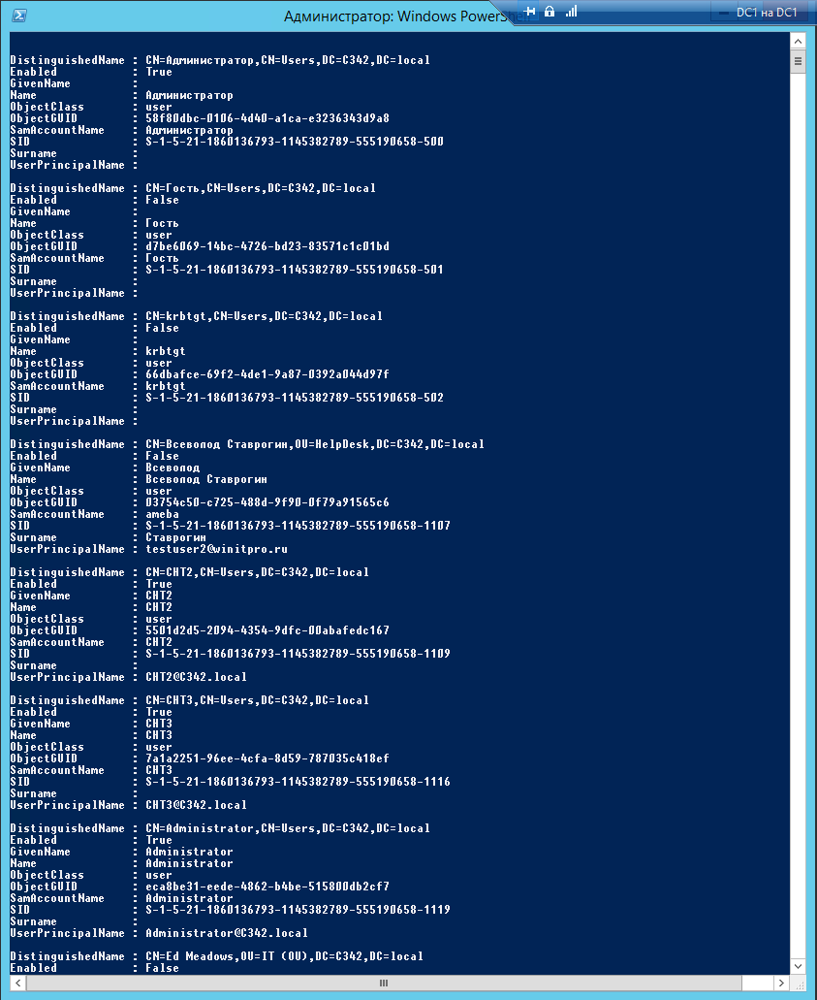 Администратор: Windows PowerShe
DC1 на DC1
DistinguishedName : CN=Администратор,CN=Users,DC=C342,DC=local
Enabled : True
GivenName :
Name : Администратор
ObjectClass : user
ObjectGUID : 58f80dbc-0106-4d40-a1ca-e3236343d9a8
SamAccountName : Администратор
SID : S-1-5-21-1860136793-1145382789-555190658-500
Surname :
UserPrincipalName :
DistinguishedName : CN=Гость,CN=Users,DC=C342,DC=local
Enabled : False
GivenName :
Name : Гость
ObjectClass : user
ObjectGUID : d7be6069-14bc-4726-bd23-83571c1c01bd
SamAccountName : Гость
SID : S-1-5-21-1860136793-1145382789-555190658-501
Surname :
UserPrincipalName :
DistinguishedName : CN=krbtgt,CN=Users,DC=C342,DC=local
Enabled : False
GivenName :
Name : krbtgt
ObjectClass : user
ObjectGUID : 66dbafce-69f2-4de1-9a87-0392a044d97f
SamAccountName : krbtgt
SID : S-1-5-21-1860136793-1145382789-555190658-502
Surname :
UserPrincipalName :
DistinguishedName : CN=Всеволод Ставрогин,OU=HelpDesk,DC=C342,DC=local
Enabled : False
GivenName : Всеволод
Name : Всеволод Ставрогин
ObjectClass : user
ObjectGUID : 03754c50-c725-488d-9f90-0f79a91565c6
SamAccountName : ameba
SID : S-1-5-21-1860136793-1145382789-555190658-1107
Surname : Ставрогин
UserPrincipalName : testuser2@winitpro.ru
DistinguishedName : CN=CHT2,CN=Users,DC=C342,DC=local
Enabled : True
GivenName : CHT2
Name : CHT2
ObjectClass : user
ObjectGUID : 5501d2d5-2094-4354-9dfc-00abafedc167
SamAccountName : CHT2
SID : S-1-5-21-1860136793-1145382789-555190658-1109
Surname :
UserPrincipalName : CHT2@C342.local
DistinguishedName : CN=CHT3,CN=Users,DC=C342,DC=local
Enabled : True
GivenName : CHT3
Name : CHT3
ObjectClass : user
ObjectGUID : 7a1a2251-96ee-4cfa-8d59-787035c418ef
SamAccountName : CHT3
SID : S-1-5-21-1860136793-1145382789-555190658-1116
Surname :
UserPrincipalName : CHT3@C342.local
DistinguishedName : CN=Administrator,CN=Users,DC=C342,DC=local
Enabled : True
GivenName : Administrator
Name : Administrator
ObjectClass : user
ObjectGUID : eca8be31-eede-4862-b4be-515800db2cf7
SamAccountName : Administrator
SID : S-1-5-21-1860136793-1145382789-555190658-1119
Surname :
UserPrincipalName : Administrator@C342.local
DistinguishedName : CN=Ed Meadows,OU=IT (OU),DC=C342,DC=local
Enabled : False